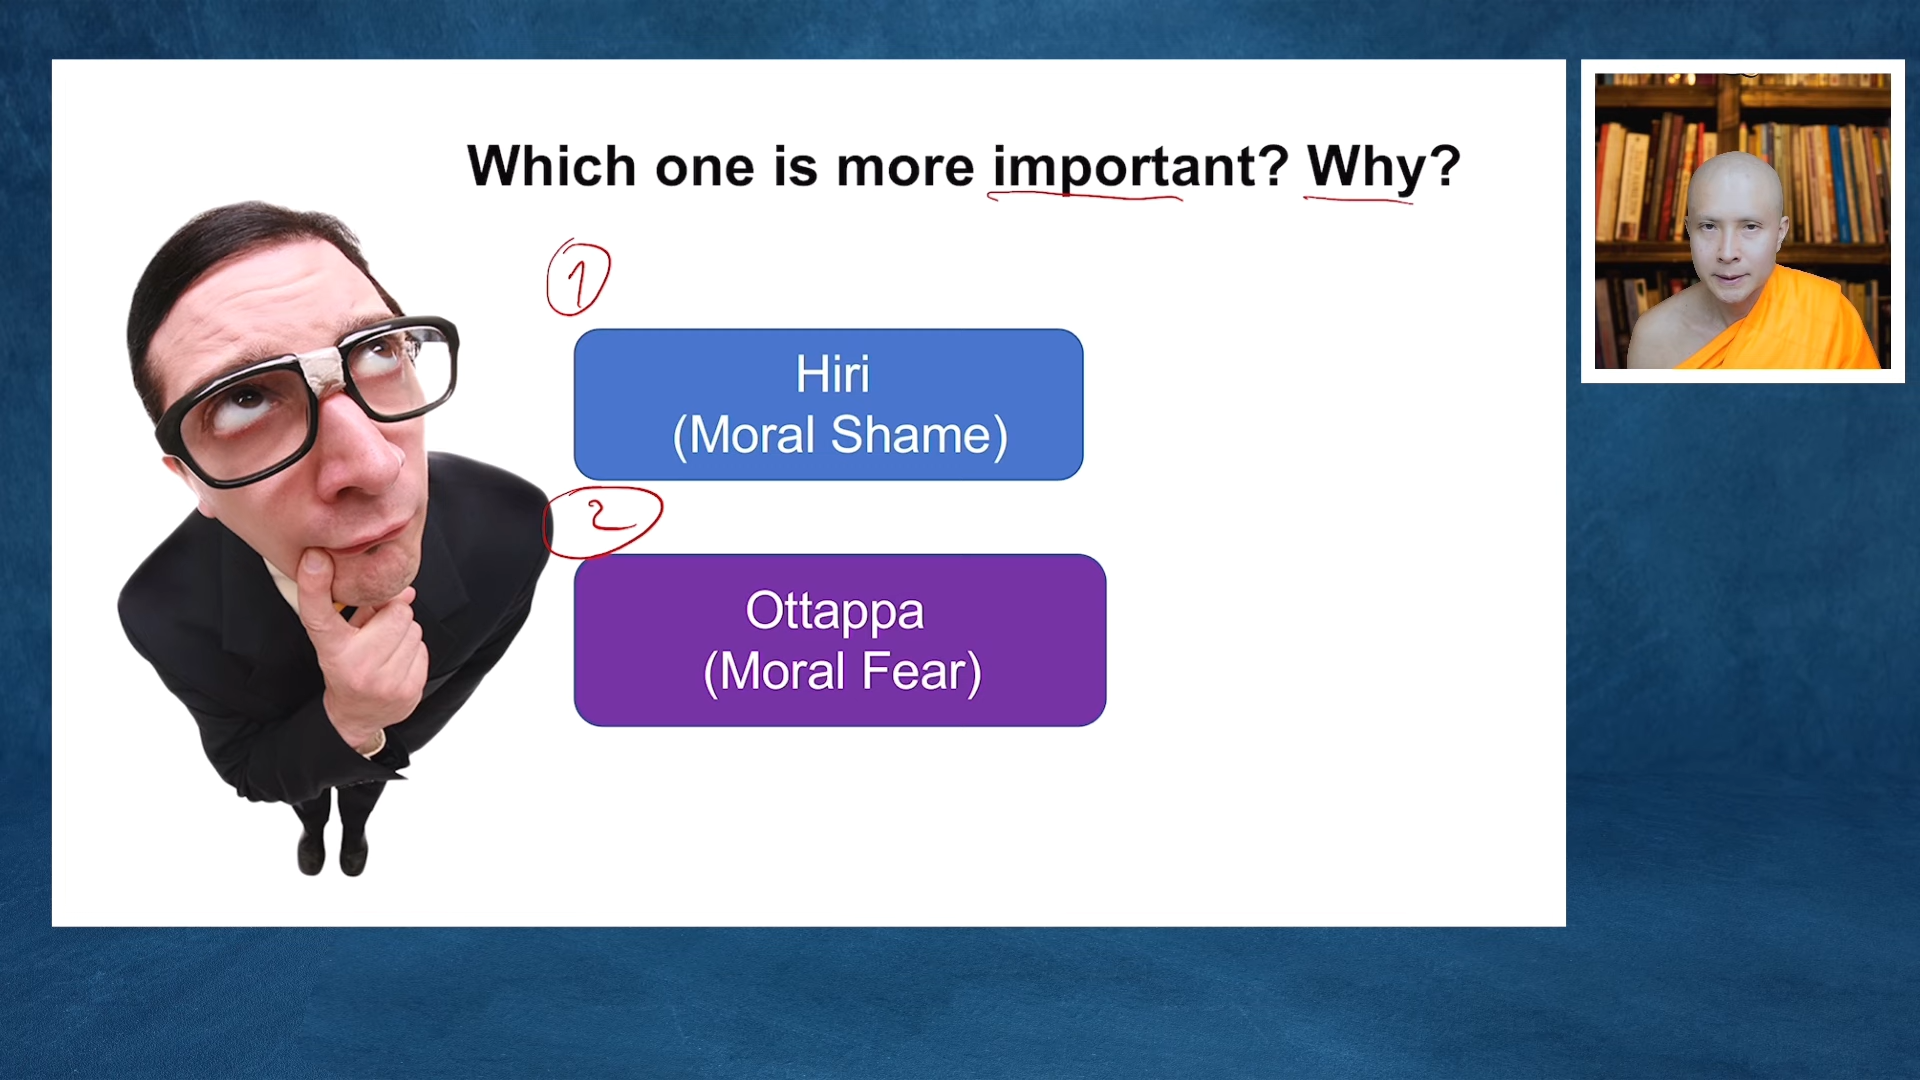 Which one is more important? Why?
1
Hiri
(Moral Shame)
2
Ottappa
(Moral Fear)